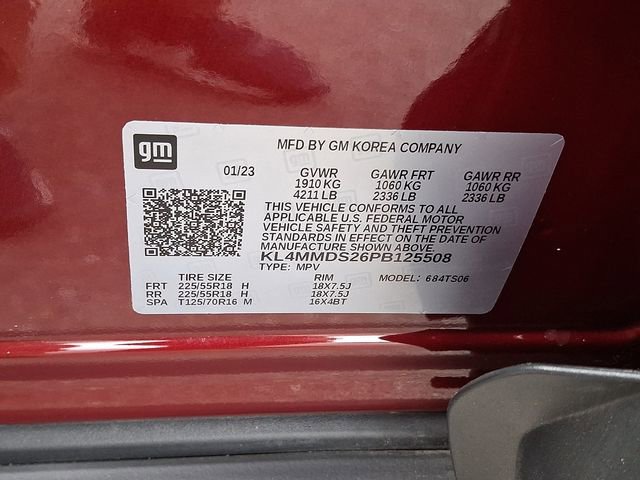 gm
MFD BY GM KOREA COMPANY
01/23 GVWR GAWR FRT GAWR RR
1910 KG 1060 KG 1060 KG
4211 LB 2336 LB 2336 LB
THIS VEHICLE CONFORMS TO ALL
APPLICABLE U.S. FEDERAL MOTOR
VEHICLE SAFETY AND THEFT PREVENTION
STANDARDS IN EFFECT ON THE DATE OF
MANUFACTURE SHOWN ABOVE.
KL4MMDS26PB125508
TYPE: MPV
TIRE SIZE RIM MODEL: 684TS06
FRT 225/55R18 H 18X7.5J
RR 225/55R18 H 18X7.5J
SPA T125/70R16 M 16X4BT